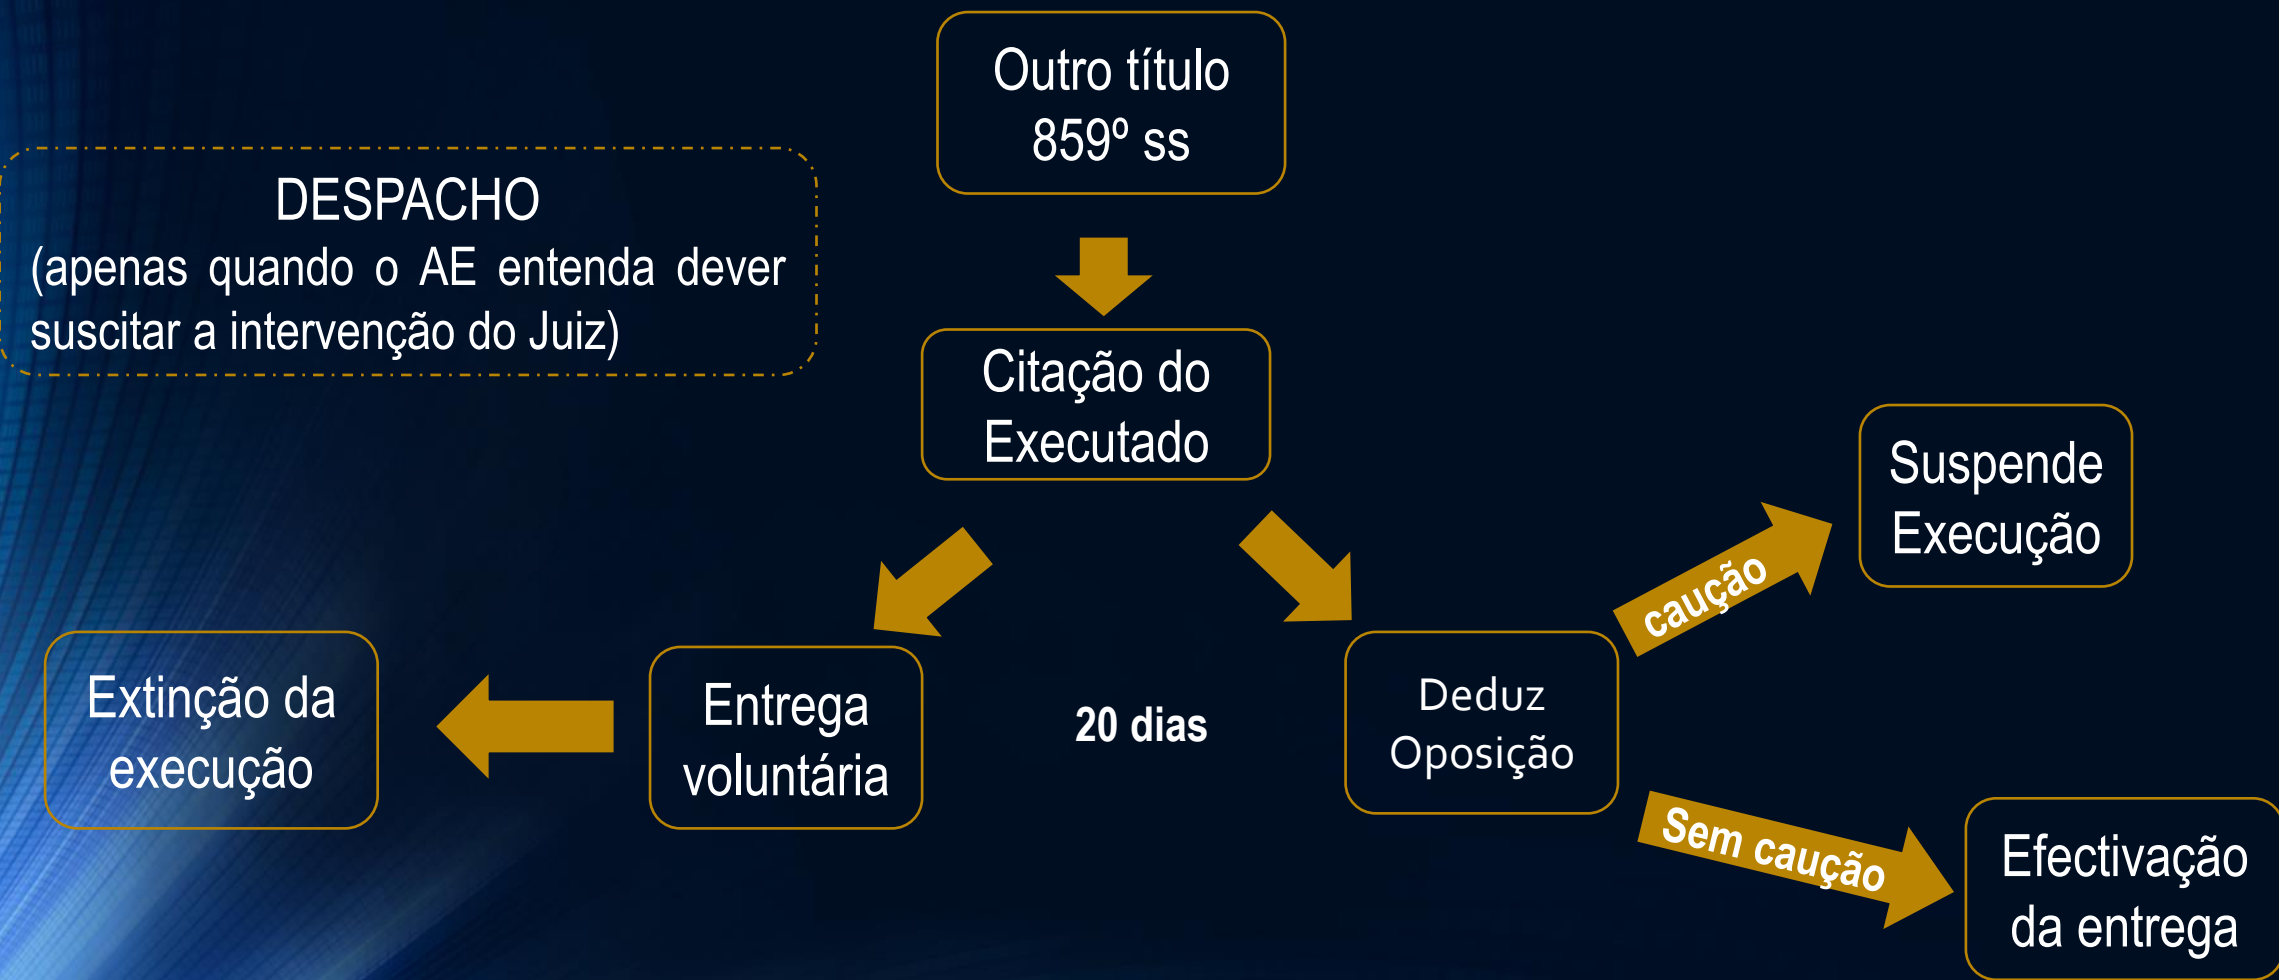 Outro título
859º ss
DESPACHO
(apenas quando o AE entenda dever
suscitar a intervenção do Juiz)
Citação do
Executado
Suspende
Execução
caução
Extinção da
execução
Entrega
voluntária
20 dias
Deduz
Oposição
Sem caução
Efectivação
da entrega